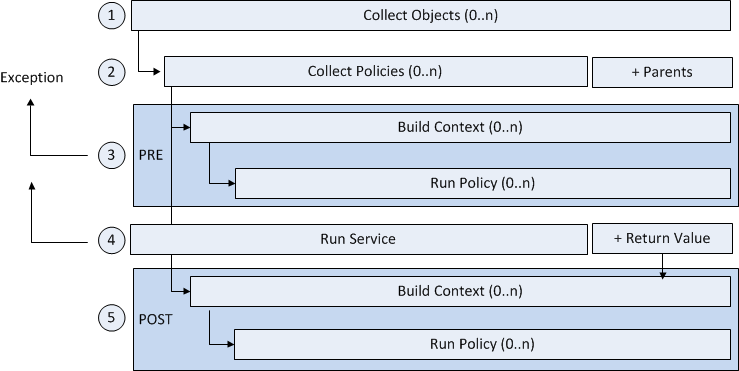 1
Collect Objects (0..n)
2
Collect Policies (0..n)
+ Parents
Exception
Build Context (0..n)
3
PRE
Run Policy (0..n)
4
Run Service
+ Return Value
Build Context (0..n)
5
POST
Run Policy (0..n)